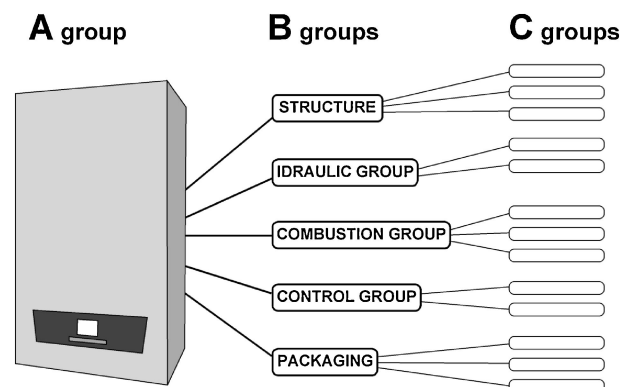 A group
B groups
C groups
STRUCTURE
IDRAULIC GROUP
COMBUSTION GROUP
CONTROL GROUP
PACKAGING